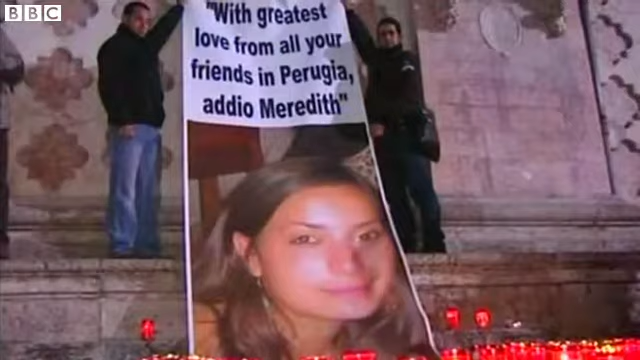 BBC
"With greatest
love from all your
friends in Perugia,
addio Meredith"